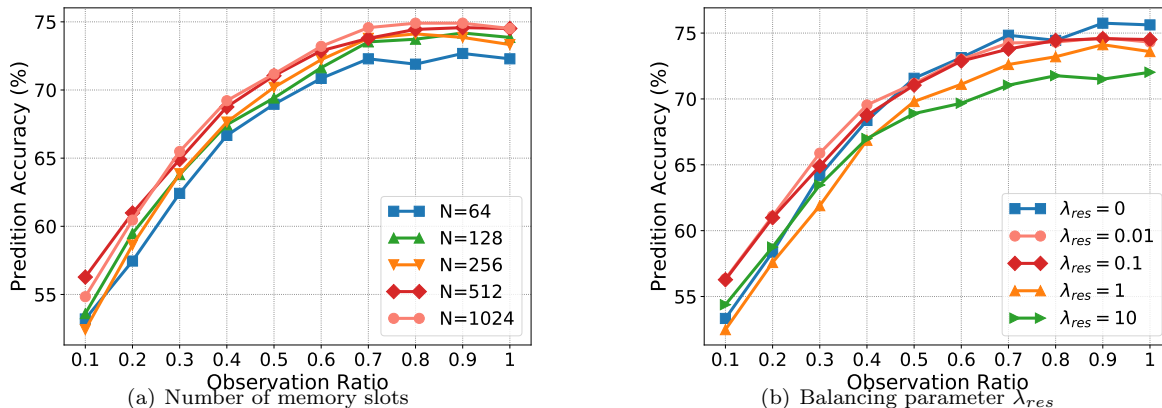 75
70
65
60
55
Predition Accuracy (%)
N=64
N=128
N=256
N=512
N=1024
0.1 0.2 0.3 0.4 0.5 0.6 0.7 0.8 0.9 1
Observation Ratio
(a) Number of memory slots
75
70
65
60
55
Predition Accuracy (%)
λres = 0
λres = 0.01
λres = 0.1
λres = 1
λres = 10
0.1 0.2 0.3 0.4 0.5 0.6 0.7 0.8 0.9 1
Observation Ratio
(b) Balancing parameter λres